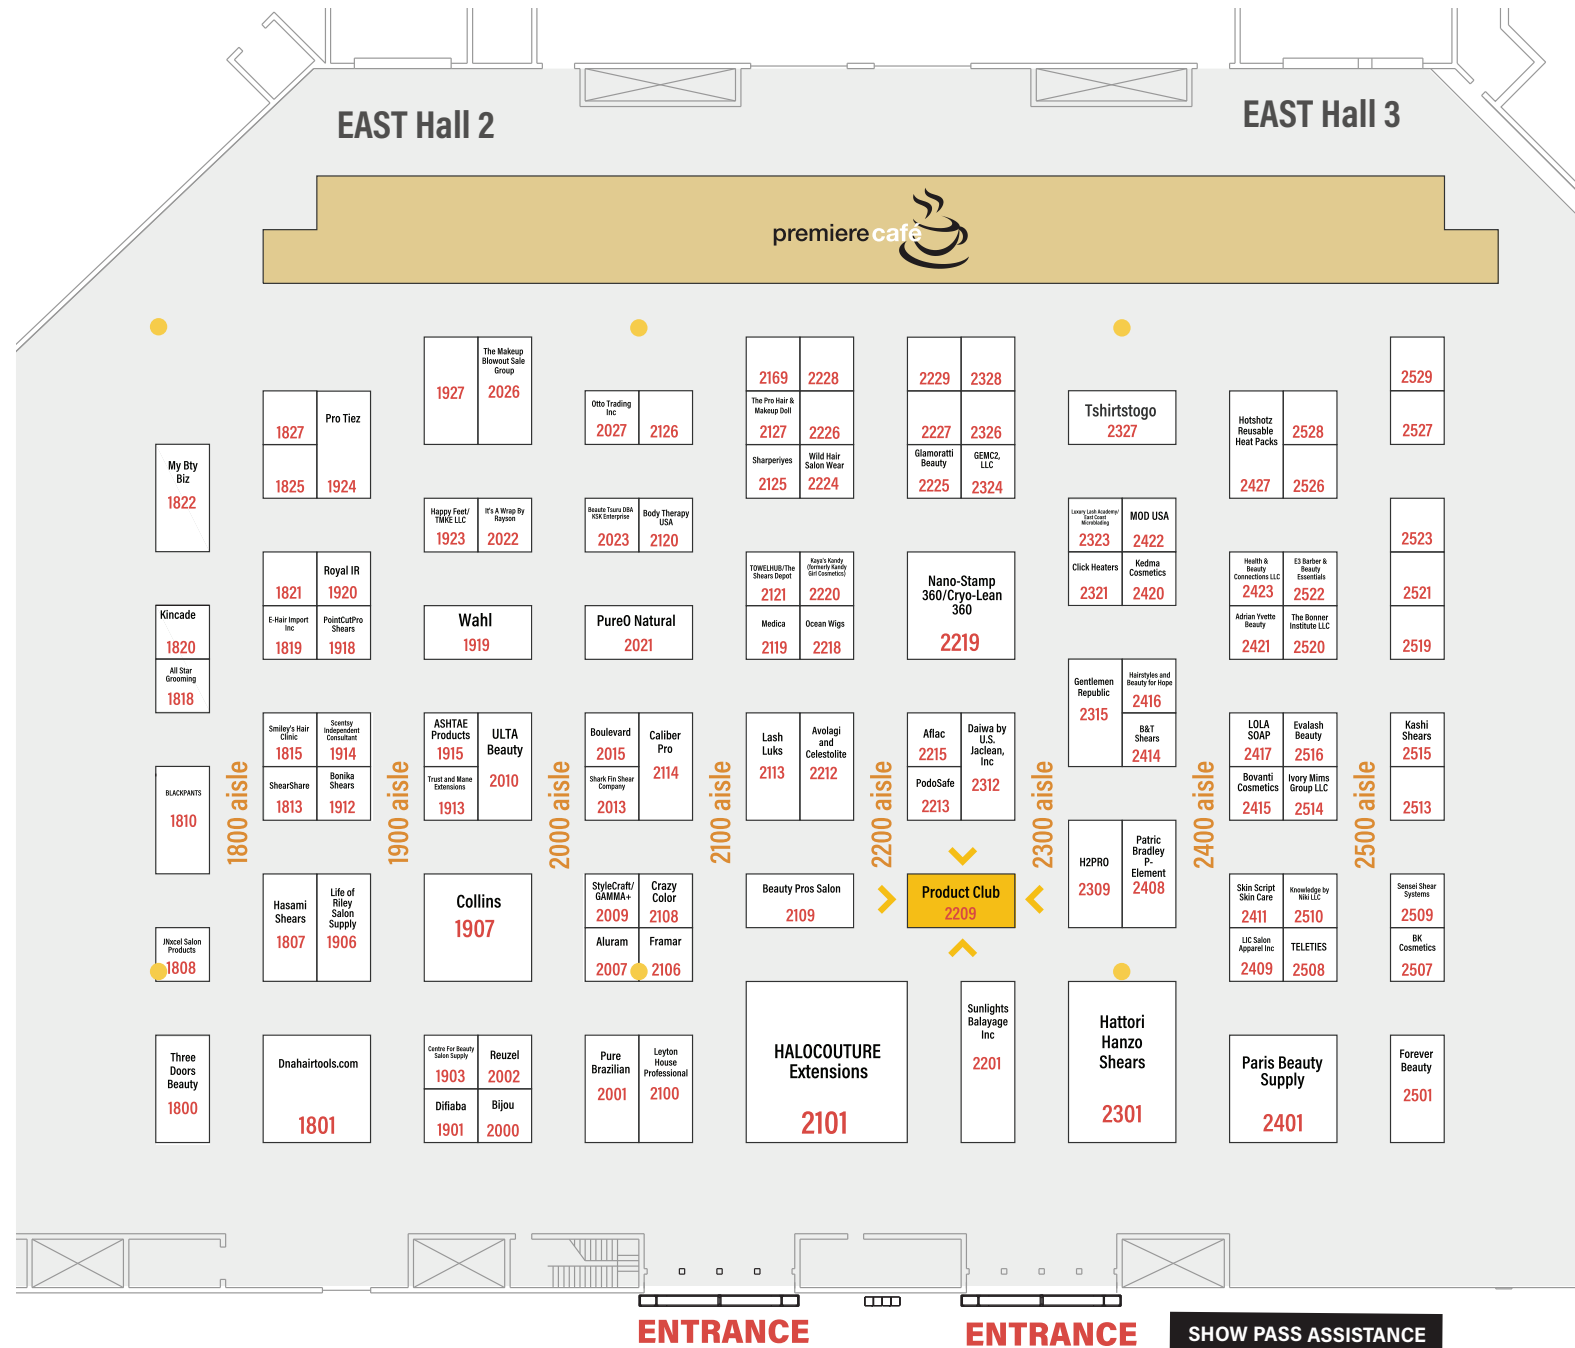 EAST Hall 2
EAST Hall 3
premiere café
1927
The Makeup
Blowout Sale
Group
2026
2169
2228
2229
2328
2529
1827
Pro Tiez
Otto Trading
Inc
2027
2126
The Pro Hair &
Makeup Doll
2127
2226
2227
2326
Tshirtstogo
2327
Hotshotz
Reusable
Heat Packs
2427
2528
2527
My Bty
Biz
1822
1825
1924
Sharperiyes
2125
Wild Hair
Salon Wear
2224
Glamoratti
Beauty
2225
GEMC2,
LLC
2324
2526
Happy Feet/
TMKE LLC
1923
It's A Wrap By
Rayson
2022
Beaute Tsuru DBA
KSK Enterprise
2023
Body Therapy
USA
2120
Luxury Lash Academy/
East Coast
Microblading
2323
MOD USA
2422
2523
1821
Royal IR
1920
TOWELHUB/The
Shears Depot
2121
Kaya's Kandy
(formerly Kandy
Girl Cosmetics)
2220
Nano-Stamp
360/Cryo-Lean
360
2219
Click Heaters
2321
Kedma
Cosmetics
2420
Health &
Beauty
Connections LLC
2423
E3 Barber &
Beauty
Essentials
2522
2521
Kincade
1820
E-Hair Import
Inc
1819
PointCutPro
Shears
1918
Wahl
1919
PureO Natural
2021
Medica
2119
Ocean Wigs
2218
Adrian Yvette
Beauty
2421
The Bonner
Institute LLC
2520
2519
All Star
Grooming
1818
Gentlemen
Republic
2315
Hairstyles and
Beauty for Hope
2416
Smiley's Hair
Clinic
1815
Scentsy
Independent
Consultant
1914
ASHTAE
Products
1915
ULTA
Beauty
2010
Boulevard
2015
Caliber
Pro
2114
Lash
Luks
2113
Avolagi
and
Celestolite
2212
Aflac
2215
Daiwa by
U.S.
Jaclean,
Inc
2312
B&T
Shears
2414
LOLA
SOAP
2417
Evalash
Beauty
2516
Kashi
Shears
2515
BLACKPANTS
1810
ShearShare
1813
Bonika
Shears
1912
Trust and Mane
Extensions
1913
Shark Fin Shear
Company
2013
PodoSafe
2213
Bovanti
Cosmetics
2415
Ivory Mims
Group LLC
2514
2513
1800 aisle
1900 aisle
2000 aisle
2100 aisle
2200 aisle
2300 aisle
2400 aisle
2500 aisle
H2PRO
2309
Patric
Bradley
P-
Element
2408
Hasami
Shears
1807
Life of
Riley
Salon
Supply
1906
Collins
1907
StyleCraft/
GAMMA+
2009
Crazy
Color
2108
Beauty Pros Salon
2109
Product Club
2209
Skin Script
Skin Care
2411
Knowledge by
Niki LLC
2510
Sensei Shear
Systems
2509
JNxcel Salon
Products
1808
Aluram
2007
Framar
2106
LIC Salon
Apparel Inc
2409
TELETIES
2508
BK
Cosmetics
2507
Three
Doors
Beauty
1800
Dnahairtools.com
1801
Centre For Beauty
Salon Supply
1903
Reuzel
2002
Pure
Brazilian
2001
Leyton
House
Professional
2100
HALOCOUTURE
Extensions
2101
Sunlights
Balayage
Inc
2201
Hattori
Hanzo
Shears
2301
Paris Beauty
Supply
2401
Forever
Beauty
2501
Difiaba
1901
Bijou
2000
ENTRANCE
ENTRANCE
SHOW PASS ASSISTANCE